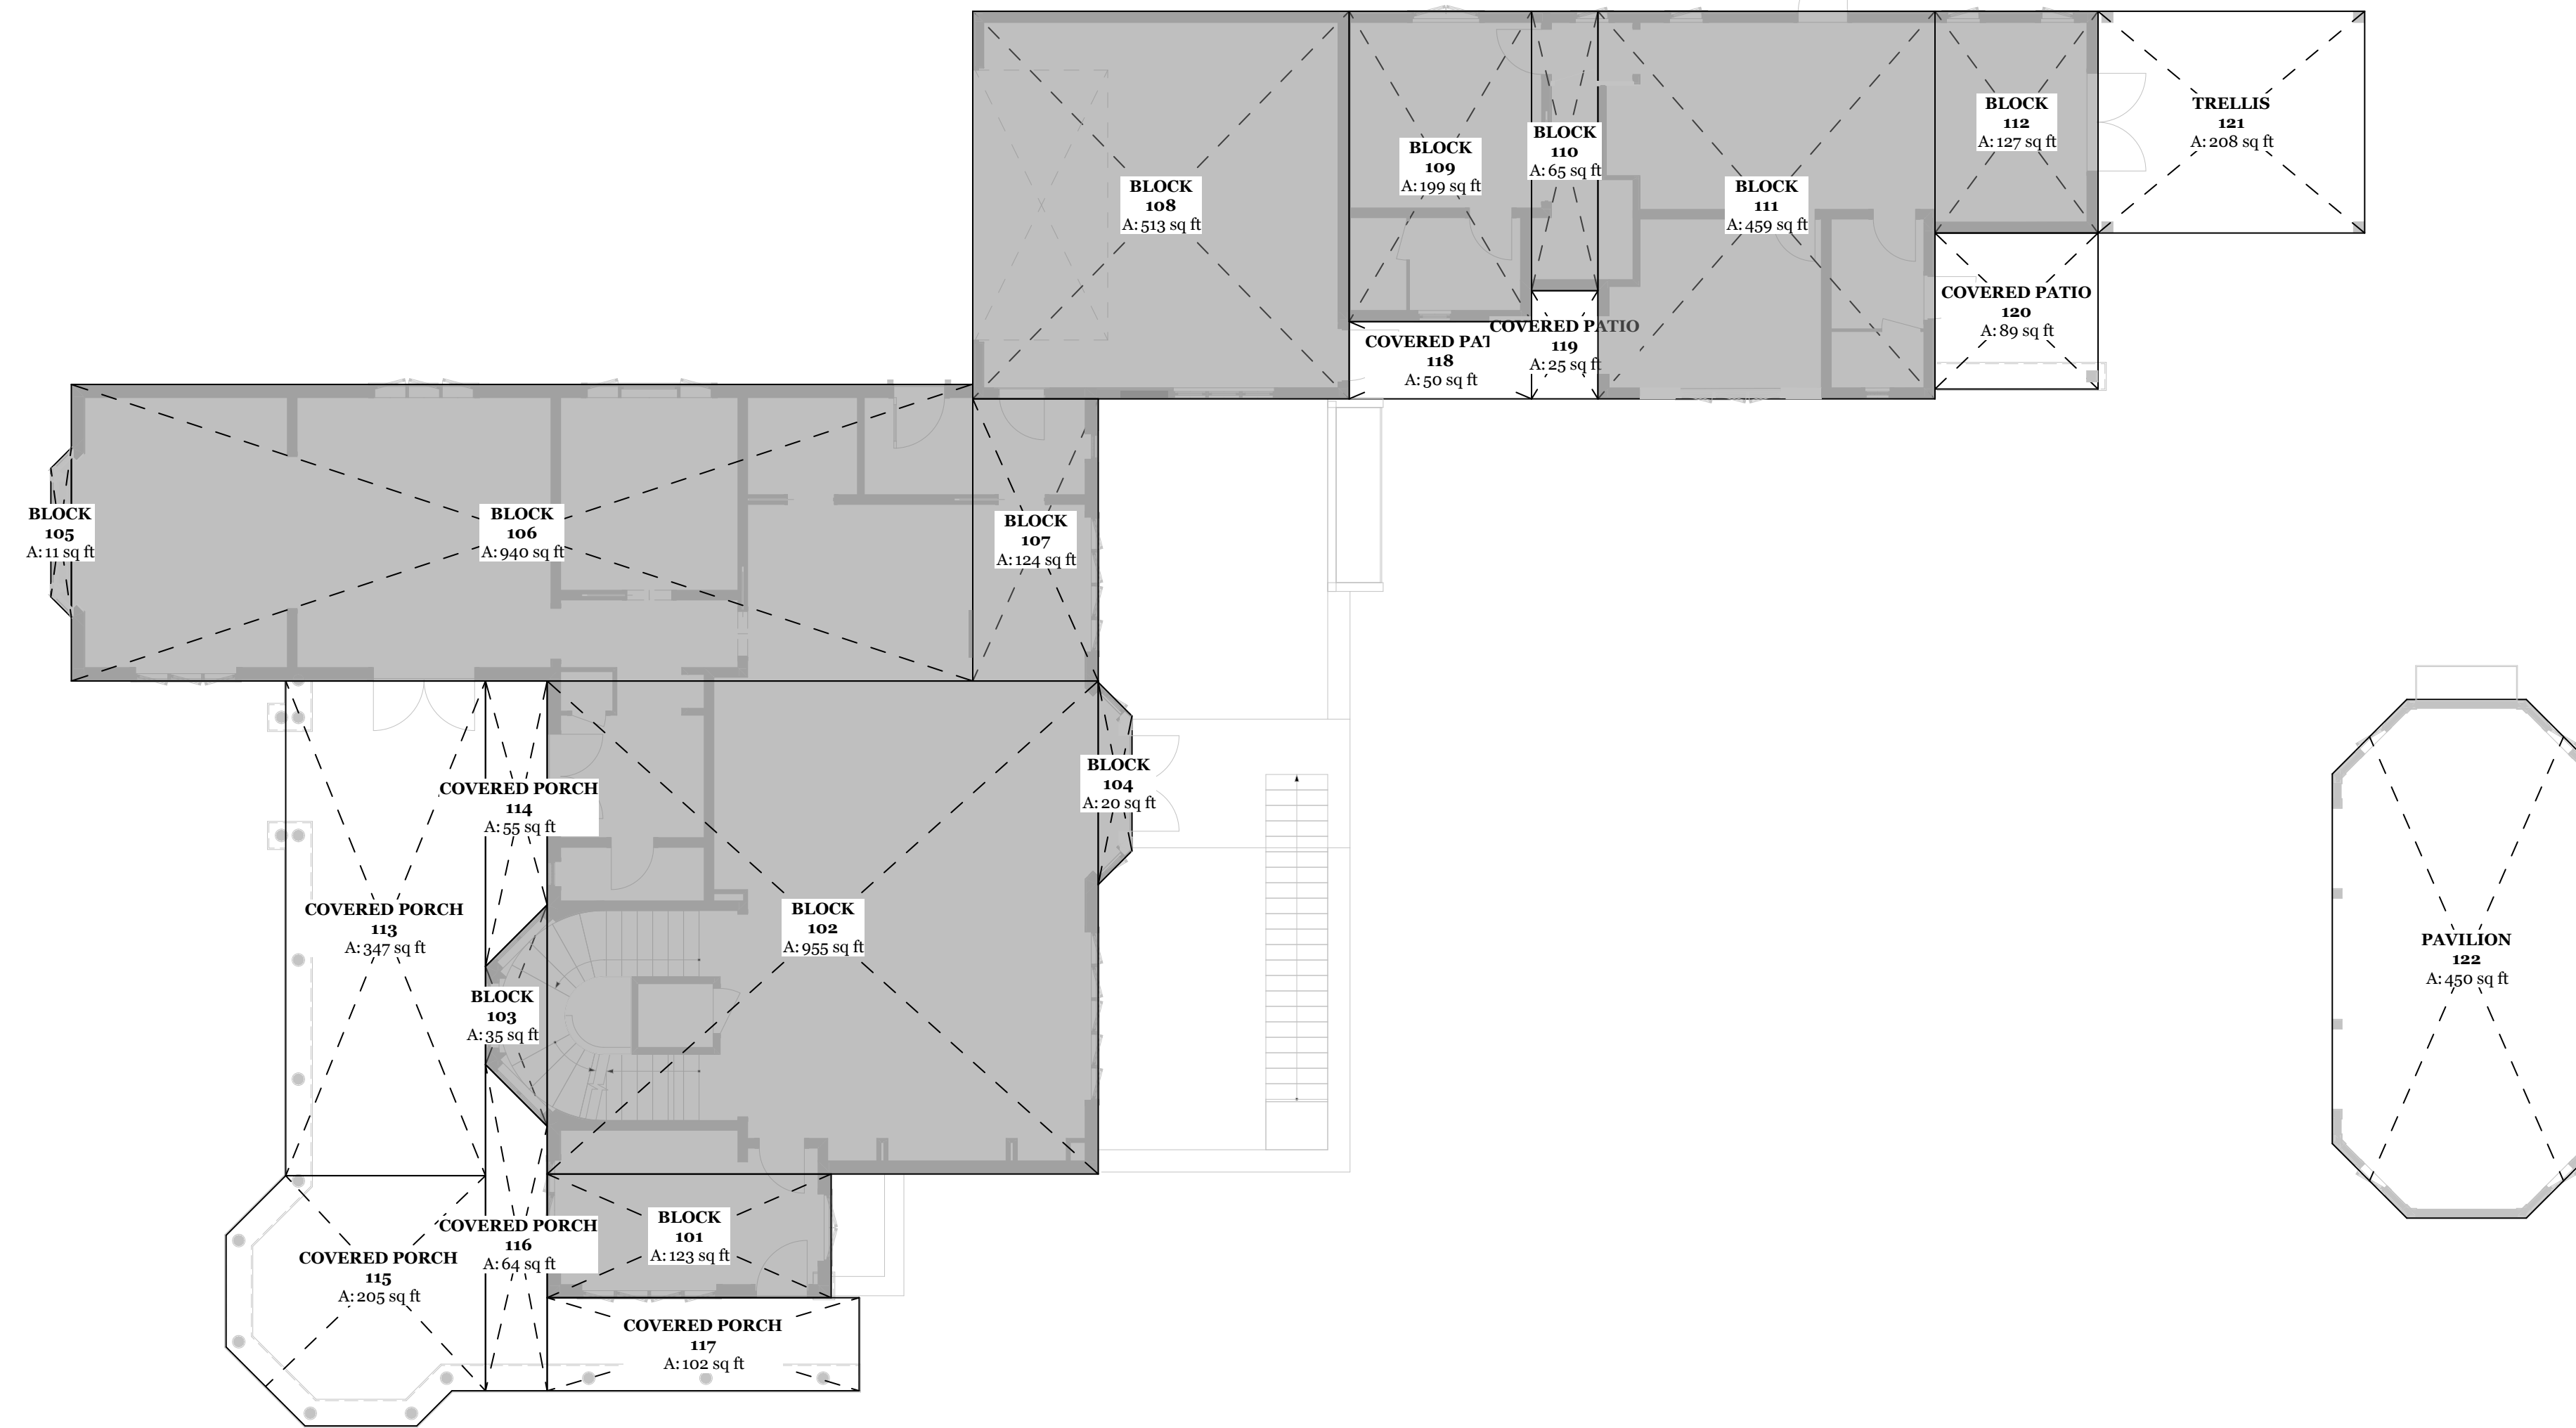 BLOCK
108
A: 513 sq ft
BLOCK
109
A: 199 sq ft
BLOCK
110
A: 65 sq ft
BLOCK
111
A: 459 sq ft
BLOCK
112
A: 127 sq ft
TRELLIS
121
A: 208 sq ft
COVERED PAT
118
A: 50 sq ft
COVERED PATIO
119
A: 25 sq ft
COVERED PATIO
120
A: 89 sq ft
BLOCK
105
A: 11 sq ft
BLOCK
106
A: 940 sq ft
BLOCK
107
A: 124 sq ft
COVERED PORCH
114
A: 55 sq ft
BLOCK
104
A: 20 sq ft
COVERED PORCH
113
A: 347 sq ft
BLOCK
102
A: 955 sq ft
BLOCK
103
A: 35 sq ft
PAVILION
122
A: 450 sq ft
COVERED PORCH
115
A: 205 sq ft
COVERED PORCH
116
A: 64 sq ft
BLOCK
101
A: 123 sq ft
COVERED PORCH
117
A: 102 sq ft